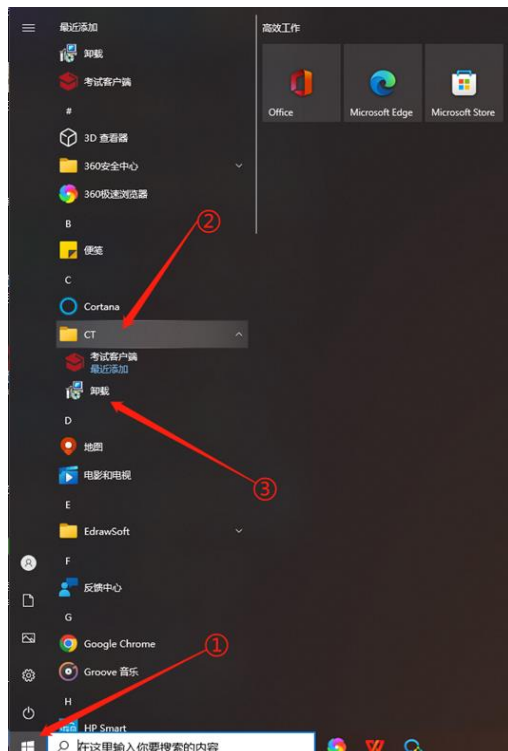 最近添加
卸载
考试客户端
#
3D 查看器
360安全中心
360极速浏览器
B
便笺
C
Cortana
CT
考试客户端
最近添加
卸载
D
地图
电影和电视
E
EdrawSoft
F
反馈中心
G
Google Chrome
Groove 音乐
H
HP Smart
在这里输入你要搜索的内容
高效工作
Office
Microsoft Edge
Microsoft Store
②
③
①